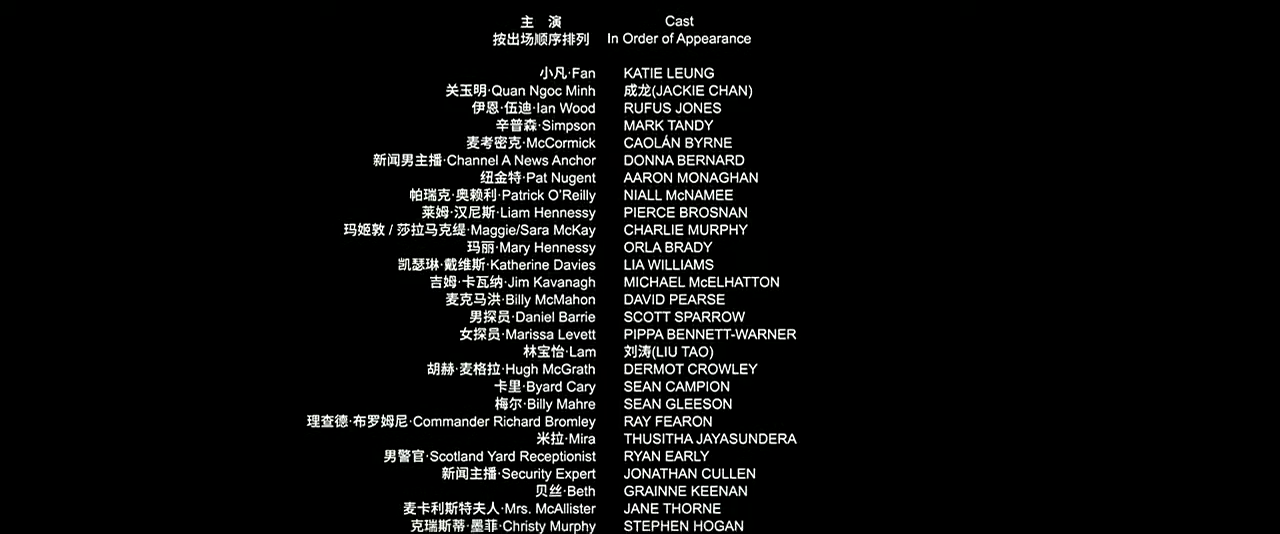 主 演 Cast
按出场顺序排列 In Order of Appearance
小凡·Fan KATIE LEUNG
关玉明·Quan Ngoc Minh 成龙(JACKIE CHAN)
伊恩·伍迪·Ian Wood RUFUS JONES
辛普森·Simpson MARK TANDY
麦考密克·McCormick CAOLÁN BYRNE
新闻男主播·Channel A News Anchor DONNA BERNARD
纽金特·Pat Nugent AARON MONAGHAN
帕瑞克·奥赖利·Patrick O'Reilly NIALL McNAMEE
莱姆·汉尼斯·Liam Hennessy PIERCE BROSNAN
玛姬敦 / 莎拉马克缇·Maggie/Sara McKay CHARLIE MURPHY
玛丽·Mary Hennessy ORLA BRADY
凯瑟琳·戴维斯·Katherine Davies LIA WILLIAMS
吉姆·卡瓦纳·Jim Kavanagh MICHAEL McELHATTON
麦克马洪·Billy McMahon DAVID PEARSE
男探员·Daniel Barrie SCOTT SPARROW
女探员·Marissa Levett PIPPA BENNETT-WARNER
林宝怡·Lam 刘涛(LIU TAO)
胡赫·麦格拉·Hugh McGrath DERMOT CROWLEY
卡里·Byard Cary SEAN CAMPION
梅尔·Billy Mahre SEAN GLEESON
理查德·布罗姆尼·Commander Richard Bromley RAY FEARON
米拉·Mira THUSITHA JAYASUNDERA
男警官·Scotland Yard Receptionist RYAN EARLY
新闻主播·Security Expert JONATHAN CULLEN
贝丝·Beth GRAINNE KEENAN
麦卡利斯特夫人·Mrs. McAllister JANE THORNE
克瑞斯蒂·墨菲·Christy Murphy STEPHEN HOGAN